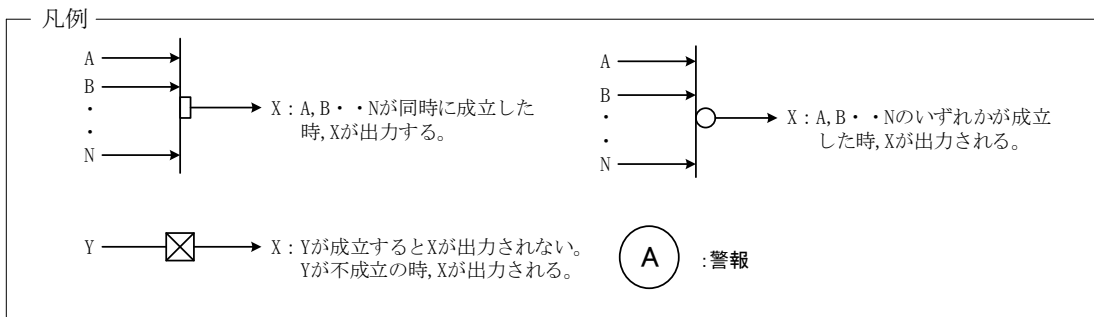 凡例
A
B
・
・
N
X：A,B・・Nが同時に成立した
時,Xが出力する。
A
B
・
・
N
X：A,B・・Nのいずれかが成立
した時,Xが出力される。
Y
X：Yが成立するとXが出力されない。
Yが不成立の時,Xが出力される。
A
:警報